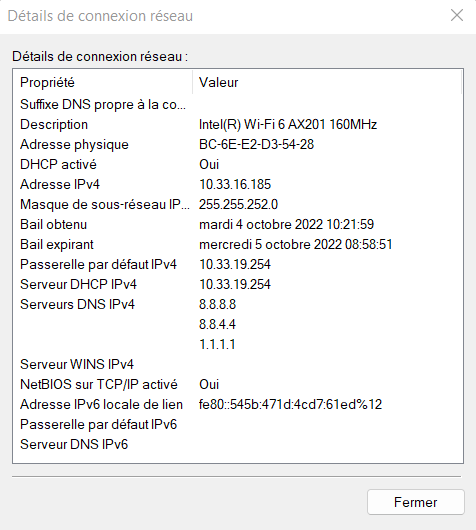 Détails de connexion réseau
Détails de connexion réseau :
Propriété Valeur
Suffixe DNS propre à la co...
Description Intel(R) Wi-Fi 6 AX201 160MHz
Adresse physique BC-6E-E2-D3-54-28
DHCP activé Oui
Adresse IPv4 10.33.16.185
Masque de sous-réseau IP... 255.255.252.0
Bail obtenu mardi 4 octobre 2022 10:21:59
Bail expirant mercredi 5 octobre 2022 08:58:51
Passerelle par défaut IPv4 10.33.19.254
Serveur DHCP IPv4 10.33.19.254
Serveurs DNS IPv4 8.8.8.8
8.8.4.4
1.1.1.1
Serveur WINS IPv4
NetBIOS sur TCP/IP activé Oui
Adresse IPv6 locale de lien fe80::545b:471d:4cd7:61ed%12
Passerelle par défaut IPv6
Serveur DNS IPv6
Fermer